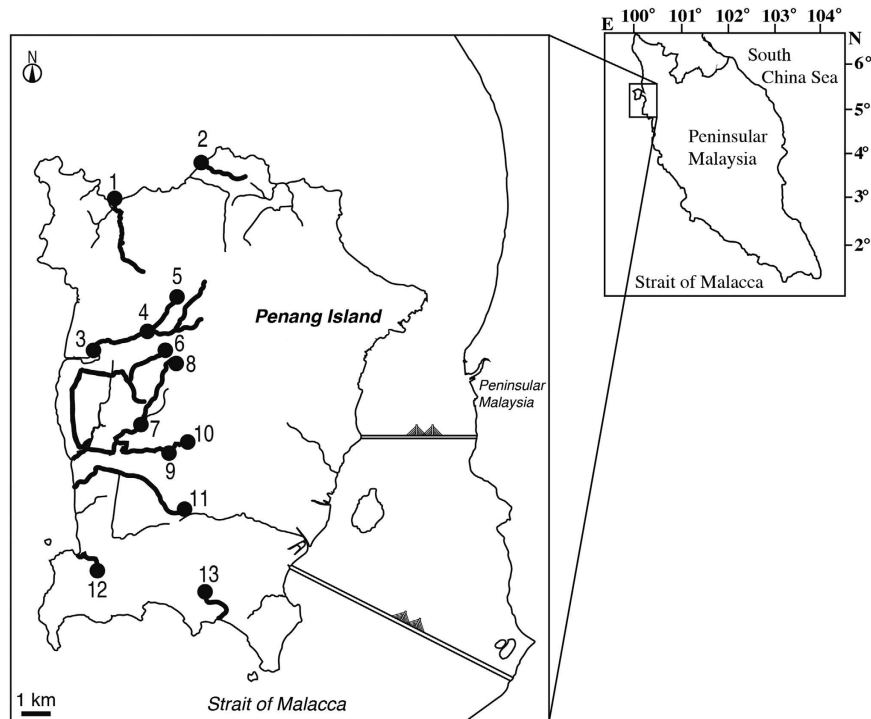 N
1
2
3
4
5
6
7
8
9
10
11
12
13
Penang Island
Peninsular
Malaysia
Strait of Malacca
1 km
E
100° 101° 102° 103° 104°
N
6°
5°
4°
3°
2°
South
China Sea
Peninsular
Malaysia
Strait of Malacca